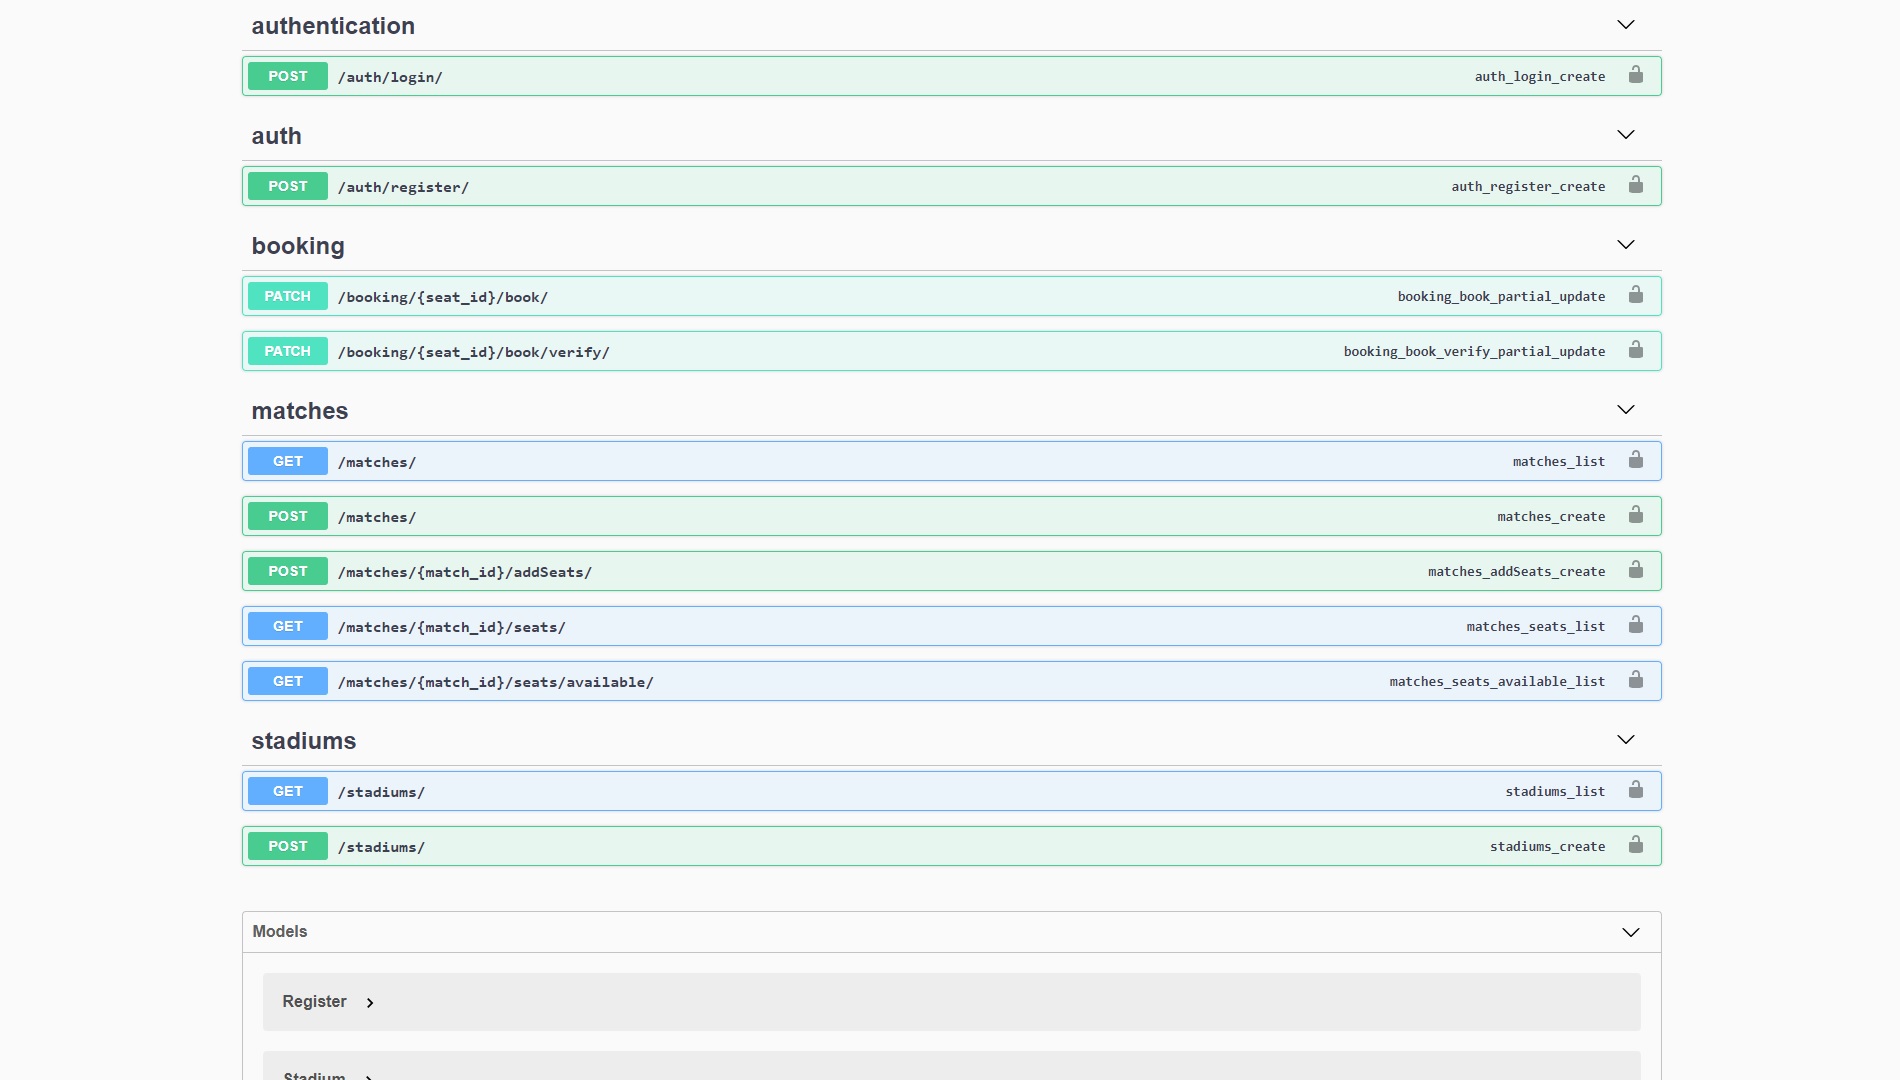 authentication
POST /auth/login/ auth_login_create
auth
POST /auth/register/ auth_register_create
booking
PATCH /booking/{seat_id}/book/ booking_book_partial_update
PATCH /booking/{seat_id}/book/verify/ booking_book_verify_partial_update
matches
GET /matches/ matches_list
POST /matches/ matches_create
POST /matches/{match_id}/addSeats/ matches_addSeats_create
GET /matches/{match_id}/seats/ matches_seats_list
GET /matches/{match_id}/seats/available/ matches_seats_available_list
stadiums
GET /stadiums/ stadiums_list
POST /stadiums/ stadiums_create
Models
Register
Stadium